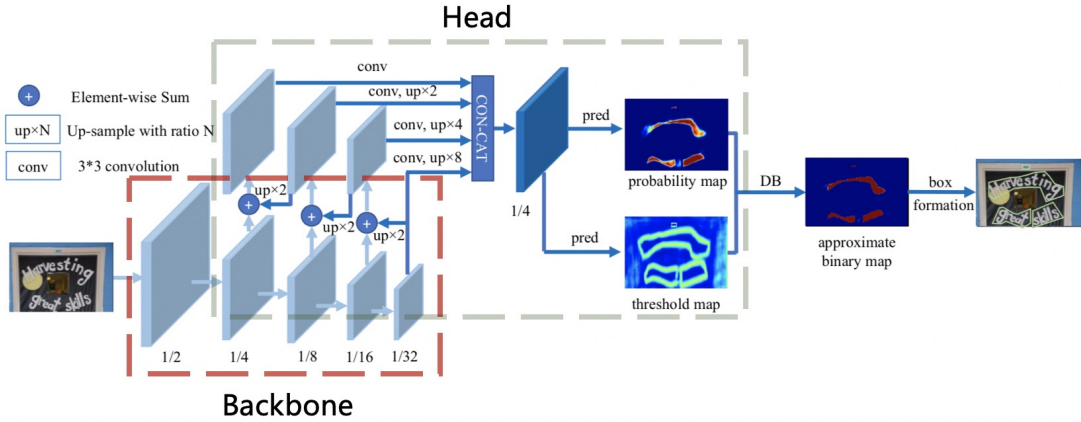 Head
+
Element-wise Sum
up×N
Up-sample with ratio N
conv
3*3 convolution
conv
conv, up×2
conv, up×4
conv, up×8
CON-CAT
up×2
+
up×2
+
up×2
+
1/2
1/4
1/8
1/16
1/32
1/4
pred
pred
probability map
threshold map
DB
approximate
binary map
box
formation
Harvesting
great skills
Harvesting
great skills
Backbone